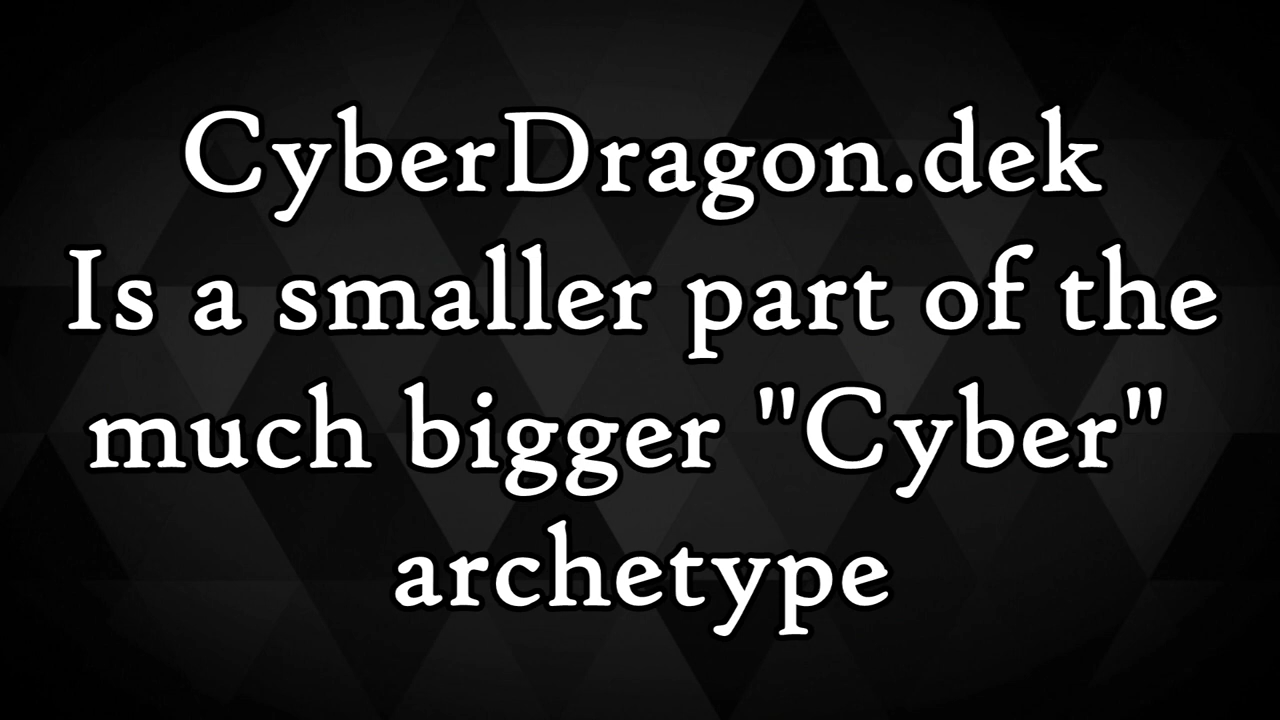 CyberDragon.dek
Is a smaller part of the
much bigger "Cyber"
archetype